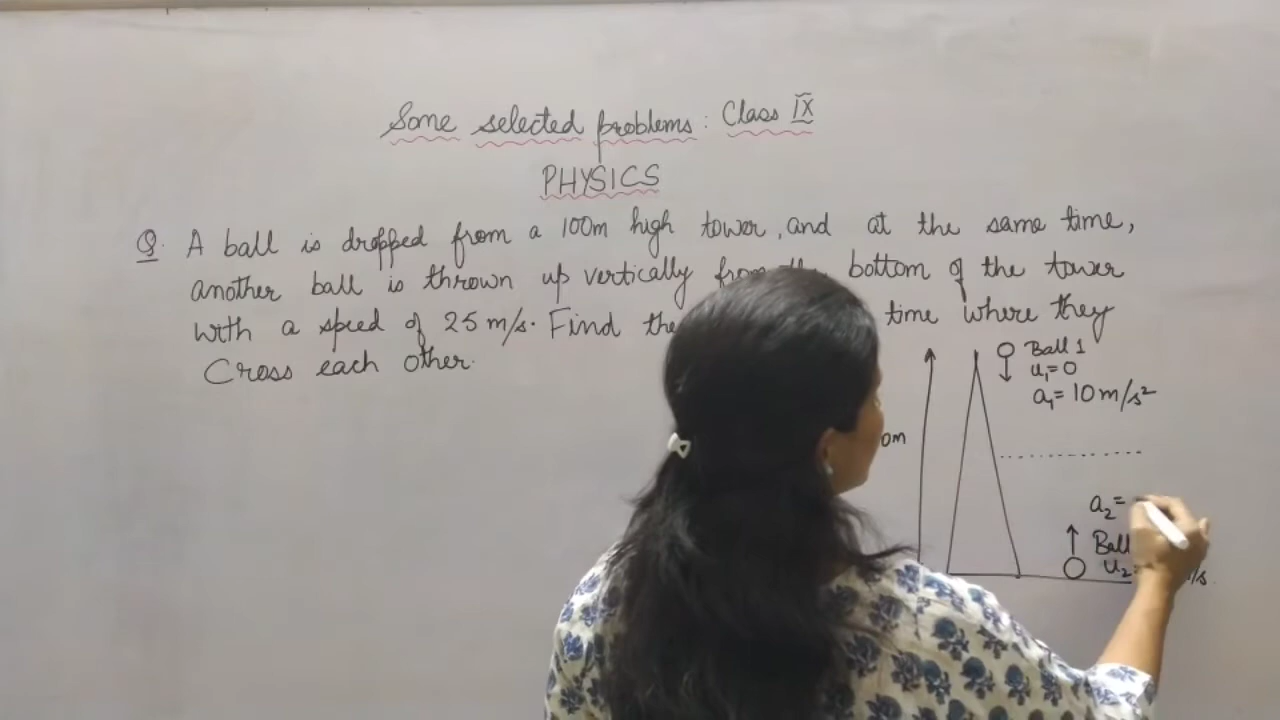 Some selected problems: Class IX
PHYSICS
Q. A ball is dropped from a 100m high tower, and at the same time,
another ball is thrown up vertically from bottom of the tower
with a speed of 25 m/s. Find the time where they
Cross each other.
Ball 1
u₁=0
a₁= 10 m/s²
0m
a₂=
Ball
u₂
/s